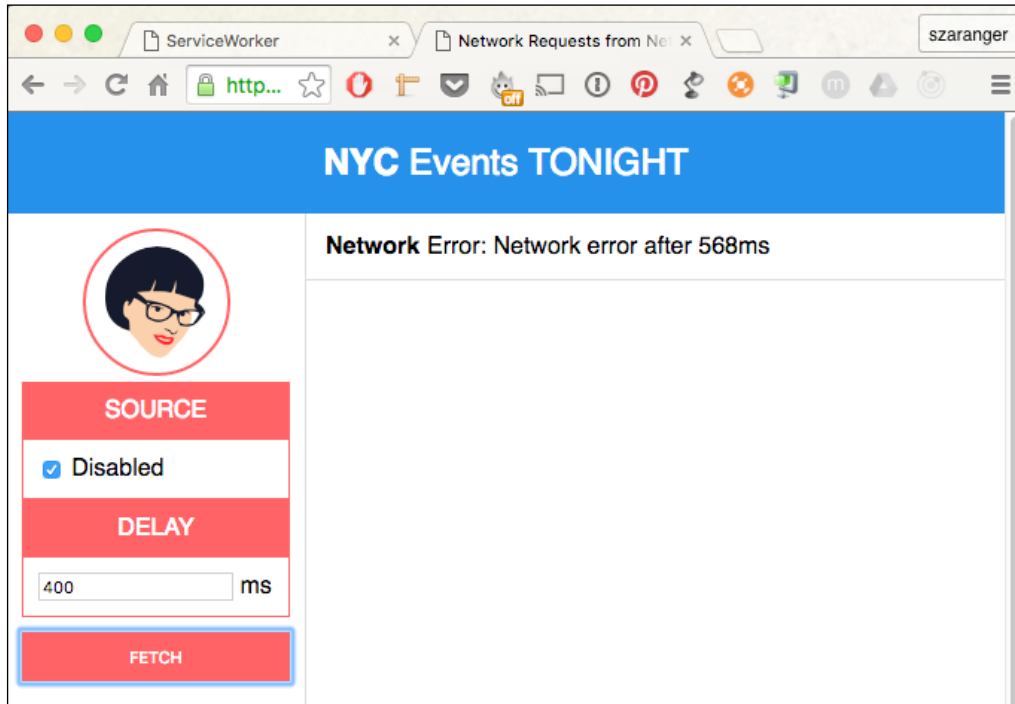 ServiceWorker
Network Requests from Net
szaranger
http...
off
NYC Events TONIGHT
Network Error: Network error after 568ms
SOURCE
Disabled
DELAY
400 ms
FETCH